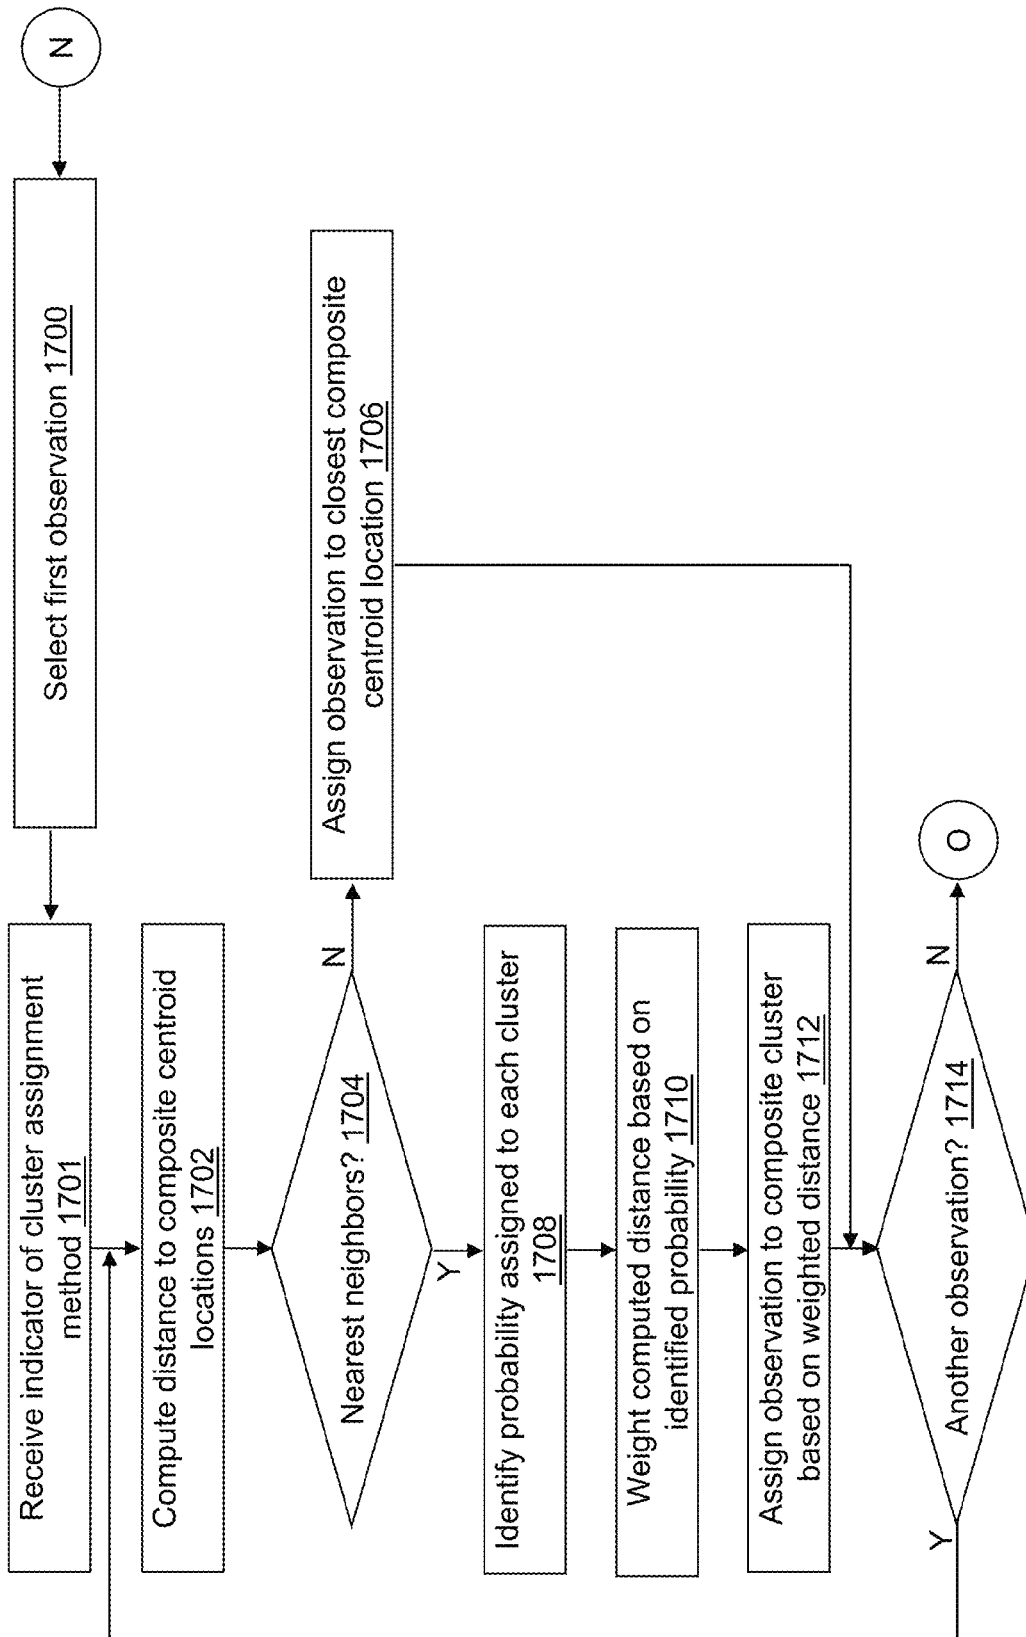 N
Select first observation 1700
Receive indicator of cluster assignment
method 1701
Compute distance to composite centroid
locations 1702
Nearest neighbors? 1704
N
Y
Assign observation to closest composite
centroid location 1706
Identify probability assigned to each cluster
1708
Weight computed distance based on
identified probability 1710
Assign observation to composite cluster
based on weighted distance 1712
Another observation? 1714
Y
N
O